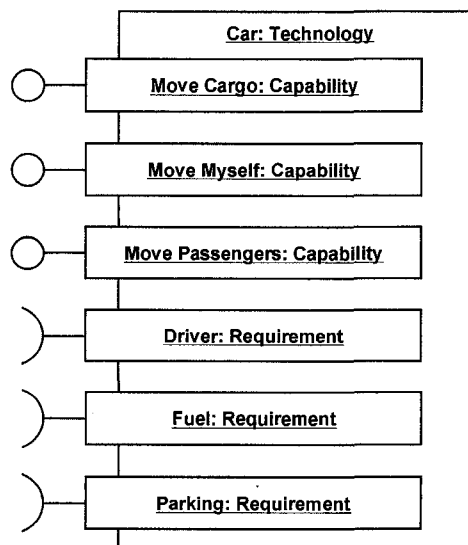 Car: Technology
Move Cargo: Capability
Move Myself: Capability
Move Passengers: Capability
Driver: Requirement
Fuel: Requirement
Parking: Requirement